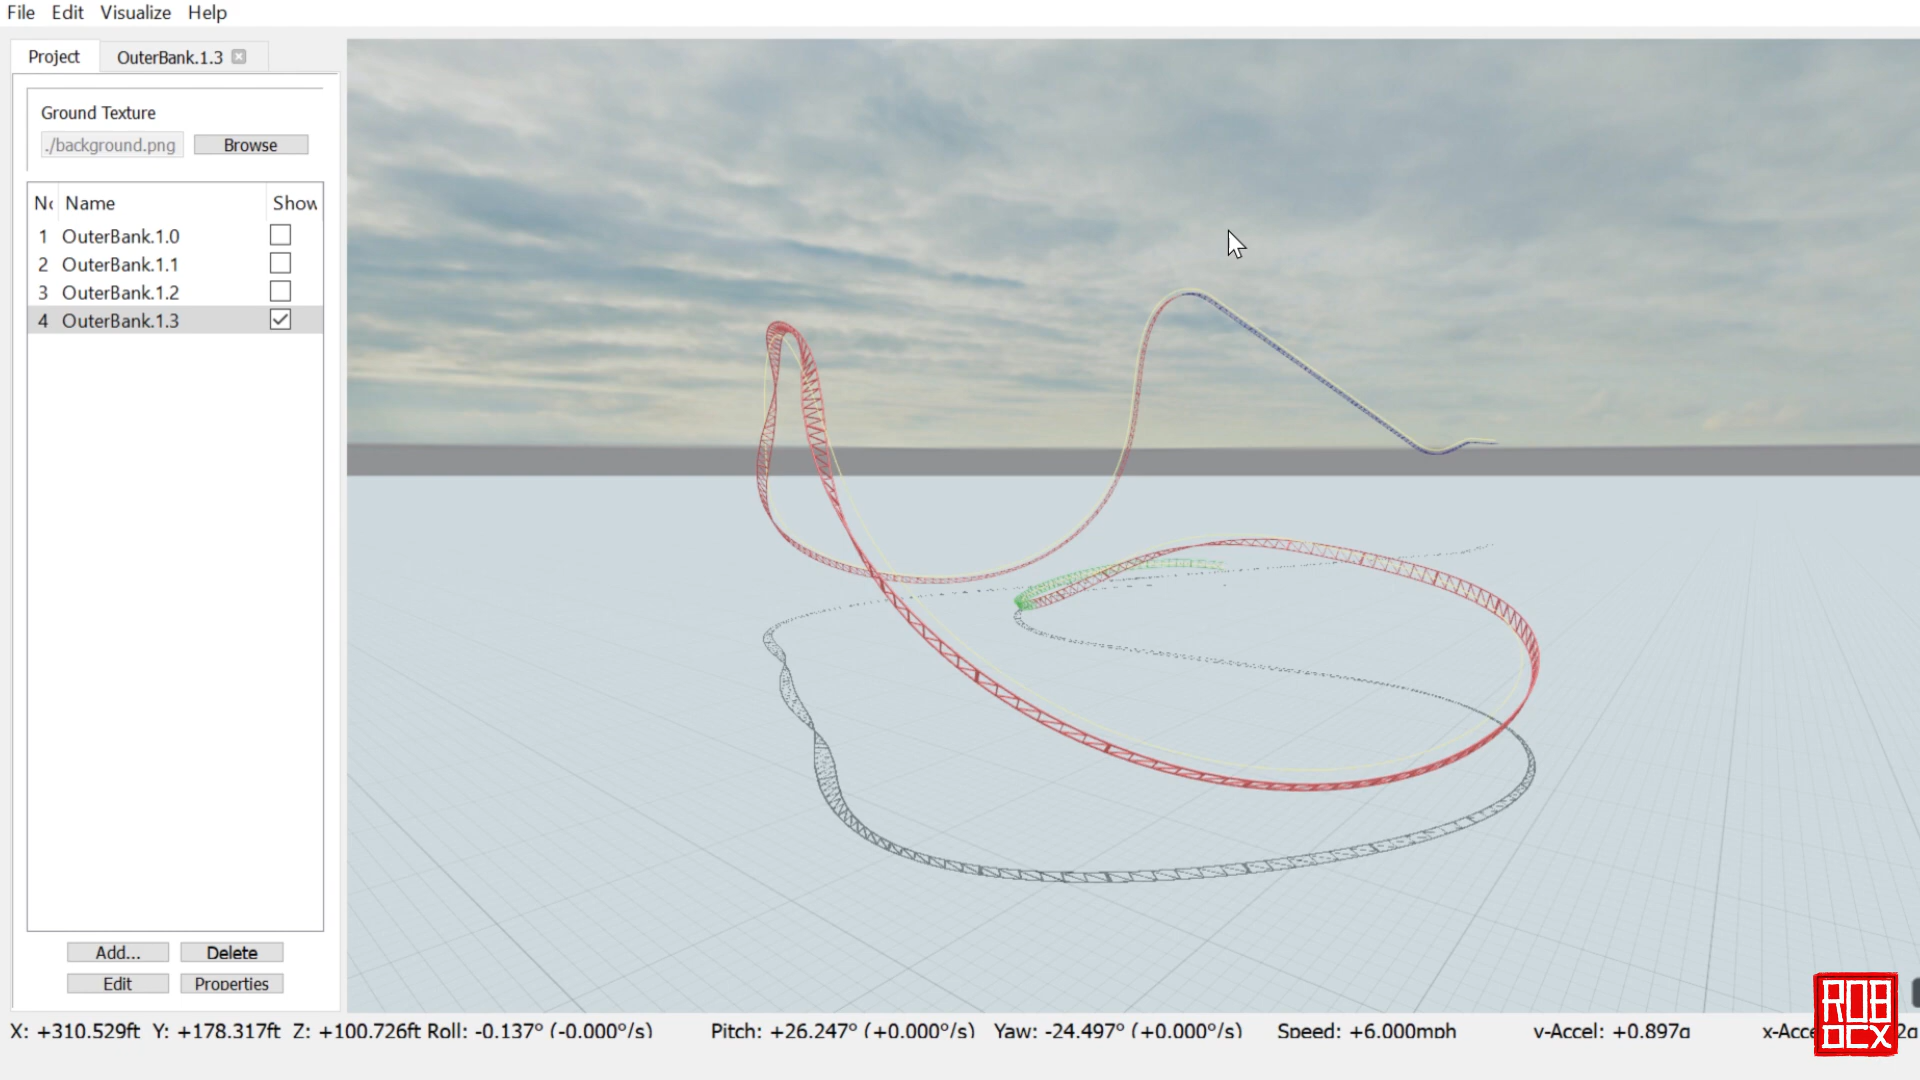 File Edit Visualize Help
Project OuterBank.1.3
Ground Texture
./background.png Browse
Name Show
1 OuterBank.1.0
2 OuterBank.1.1
3 OuterBank.1.2
4 OuterBank.1.3
Add... Delete
Edit Properties
X: +310.529ft Y: +178.317ft Z: +100.726ft Roll: -0.137° (-0.000°/s) Pitch: +26.247° (+0.000°/s) Yaw: -24.497° (+0.000°/s) Speed: +6.000mph v-Accel: +0.897g
ROB
DCX